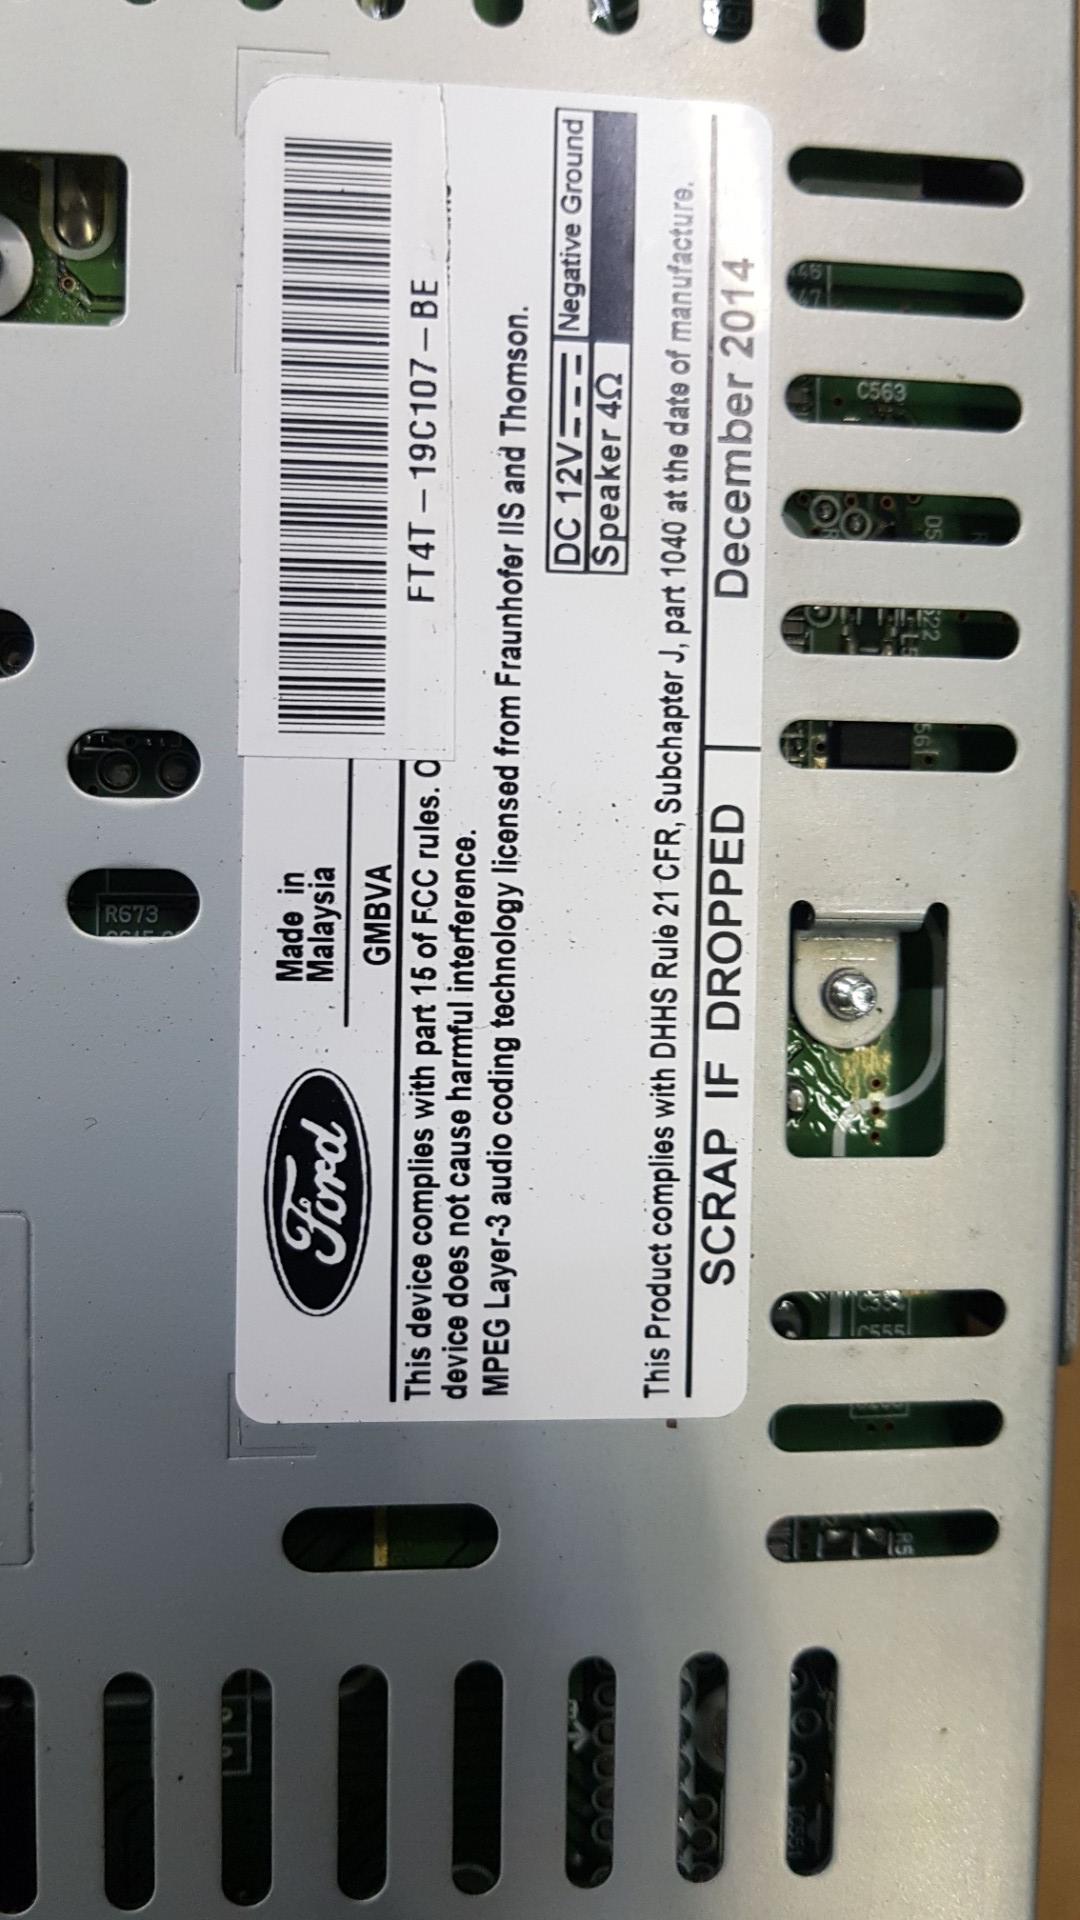 Ford
Made in
Malaysia
GMBVA
FT4T-19C107-BE
This device complies with part 15 of FCC rules.
device does not cause harmful interference.
MPEG Layer-3 audio coding technology licensed from Fraunhofer IIS and Thomson.
DC 12V Negative Ground
Speaker 4Ω
This Product complies with DHHS Rule 21 CFR, Subchapter J, part 1040 at the date of manufacture.
SCRAP IF DROPPED
December 2014
R673
C563
C555